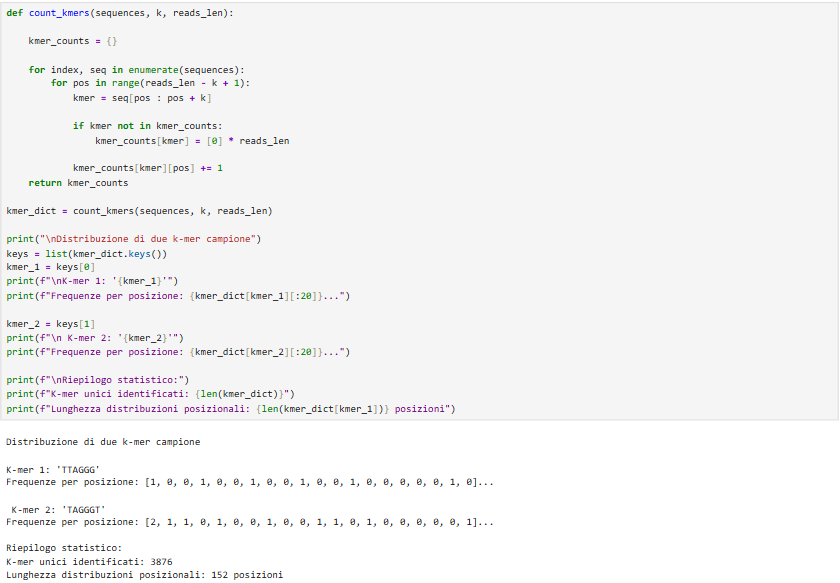 def count_kmers(sequences, k, reads_len):
kmer_counts = {}
for index, seq in enumerate(sequences):
for pos in range(reads_len - k + 1):
kmer = seq[pos : pos + k]
if kmer not in kmer_counts:
kmer_counts[kmer] = [0] * reads_len
kmer_counts[kmer][pos] += 1
return kmer_counts
kmer_dict = count_kmers(sequences, k, reads_len)
print("\nDistribuzione di due k-mer campione")
keys = list(kmer_dict.keys())
kmer_1 = keys[0]
print(f"\nK-mer 1: '{kmer_1}'")
print(f"Frequenze per posizione: {kmer_dict[kmer_1][:20]}...")
kmer_2 = keys[1]
print(f"\n K-mer 2: '{kmer_2}'")
print(f"Frequenze per posizione: {kmer_dict[kmer_2][:20]}...")
print(f"\nRiepilogo statistico:")
print(f"K-mer unici identificati: {len(kmer_dict)}")
print(f"Lunghezza distribuzioni posizionali: {len(kmer_dict[kmer_1])} posizioni")
Distribuzione di due k-mer campione
K-mer 1: 'TTAGGG'
Frequenze per posizione: [1, 0, 0, 1, 0, 0, 1, 0, 0, 1, 0, 0, 1, 0, 0, 0, 0, 0, 1, 0]...
K-mer 2: 'TAGGGT'
Frequenze per posizione: [2, 1, 1, 0, 1, 0, 0, 1, 0, 0, 1, 1, 0, 1, 0, 0, 0, 0, 0, 1]...
Riepilogo statistico:
K-mer unici identificati: 3876
Lunghezza distribuzioni posizionali: 152 posizioni